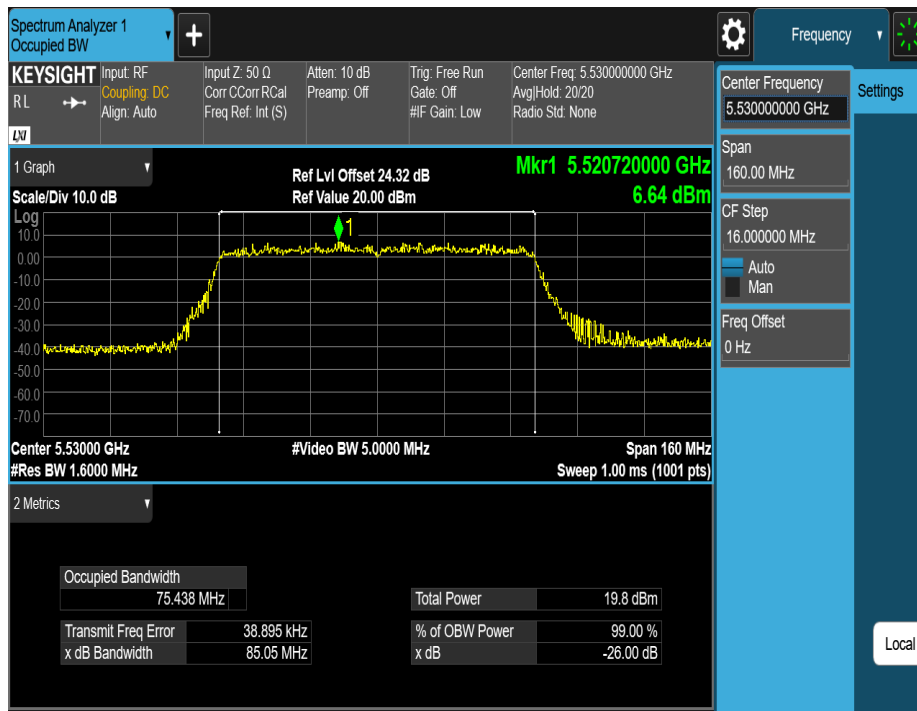 Spectrum Analyzer 1
Occupied BW
+
Frequency
KEYSIGHT
R L
LXI
Input: RF
Coupling: DC
Align: Auto
Input Z: 50 Ω
Corr CCorr RCal
Freq Ref: Int (S)
Atten: 10 dB
Preamp: Off
Trig: Free Run
Gate: Off
#IF Gain: Low
Center Freq: 5.530000000 GHz
Avg|Hold: 20/20
Radio Std: None
Center Frequency
5.530000000 GHz
Settings
Span
160.00 MHz
CF Step
16.000000 MHz
Auto
Man
Freq Offset
0 Hz
Local
1 Graph
Scale/Div 10.0 dB
Ref Lvl Offset 24.32 dB
Ref Value 20.00 dBm
Mkr1 5.520720000 GHz
6.64 dBm
Log
1
10.0
0.00
-10.0
-20.0
-30.0
-40.0
-50.0
-60.0
-70.0
Center 5.53000 GHz
#Video BW 5.0000 MHz
Span 160 MHz
#Res BW 1.6000 MHz
Sweep 1.00 ms (1001 pts)
2 Metrics
Occupied Bandwidth
75.438 MHz
Total Power 19.8 dBm
Transmit Freq Error 38.895 kHz
% of OBW Power 99.00 %
x dB Bandwidth 85.05 MHz
x dB -26.00 dB